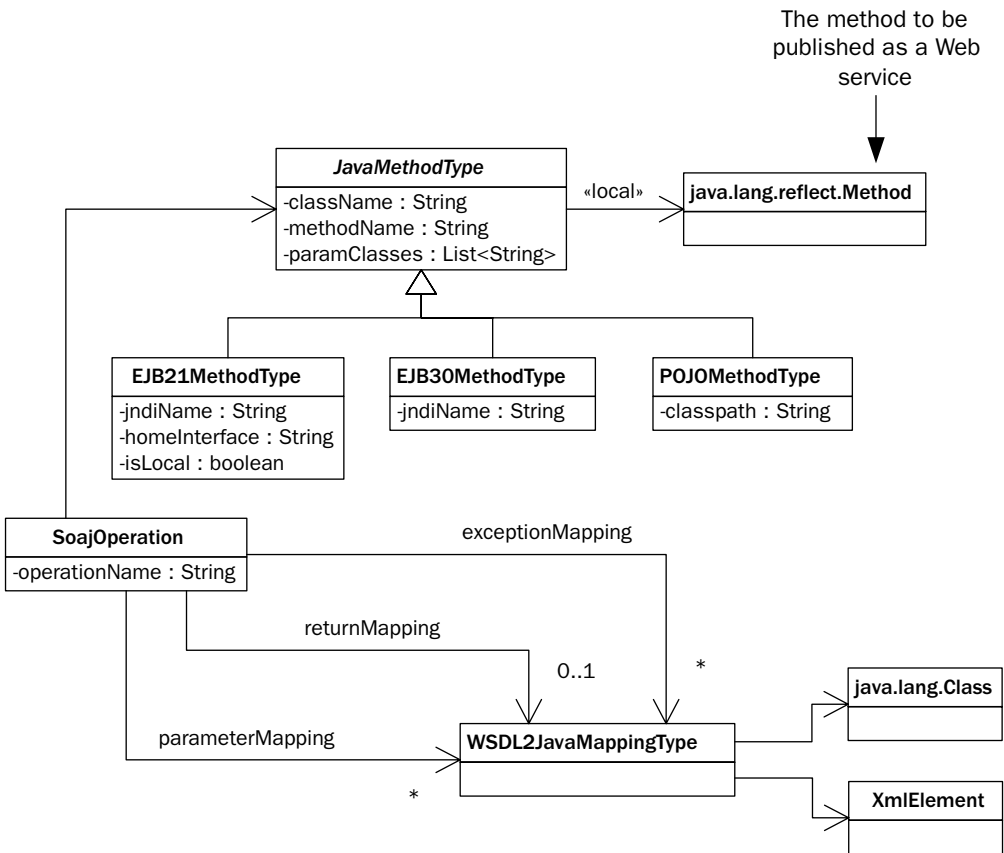 The method to be
published as a Web
service
JavaMethodType
-className : String
-methodName : String
-paramClasses : List<String>
«local»
java.lang.reflect.Method
EJB21MethodType
-jndiName : String
-homeInterface : String
-isLocal : boolean
EJB30MethodType
-jndiName : String
POJOMethodType
-classpath : String
SoajOperation
-operationName : String
exceptionMapping
returnMapping
0..1
*
parameterMapping
*
WSDL2JavaMappingType
java.lang.Class
XmlElement